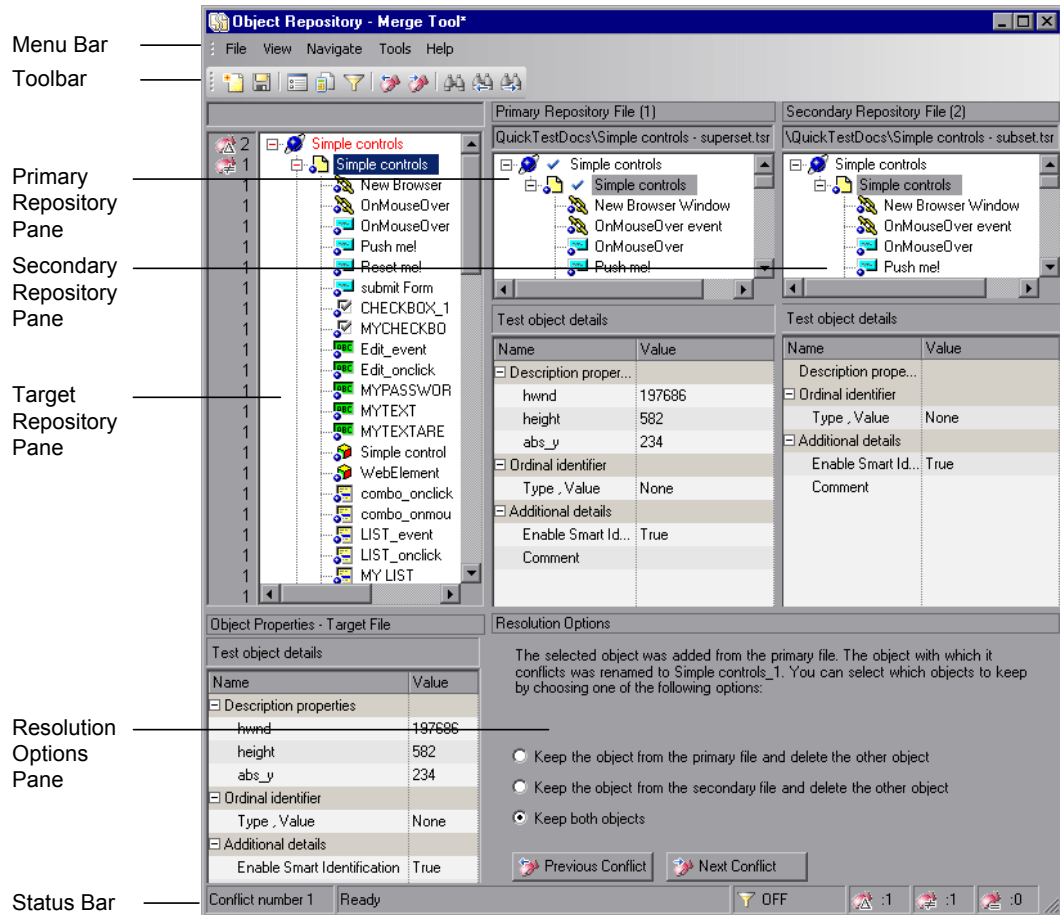 Object Repository - Merge Tool*
Menu Bar
File View Navigate Tools Help
Toolbar
Primary Repository File (1)
Secondary Repository File (2)
QuickTestDocs\Simple controls - superset.tsr
\QuickTestDocs\Simple controls - subset.tsr
2 Simple controls
1 Simple controls
1 New Browser
1 OnMouseOver
1 OnMouseOver
1 Push me!
1 Reset me!
1 submit Form
1 CHECKBOX_1
1 MYCHECKBO
1 Edit_event
1 Edit_onclick
1 MYPASSWOR
1 MYTEXT
1 MYTEXTARE
1 Simple control
1 WebElement
1 combo_onclick
1 combo_onmou
1 LIST_event
1 LIST_onclick
1 MY LIST
1
Simple controls
Simple controls
New Browser Window
OnMouseOver event
OnMouseOver
Push me!
Simple controls
Simple controls
New Browser Window
OnMouseOver event
OnMouseOver
Push me!
Primary
Repository
Pane
Secondary
Repository
Pane
Target
Repository
Pane
Test object details
Name Value
Description proper...
hwnd 197686
height 582
abs_y 234
Ordinal identifier
Type , Value None
Additional details
Enable Smart Id... True
Comment
Test object details
Name Value
Description prope...
Ordinal identifier
Type , Value None
Additional details
Enable Smart Id... True
Comment
Object Properties - Target File
Test object details
Name Value
Description properties
hwnd 197686
height 582
abs_y 234
Ordinal identifier
Type , Value None
Additional details
Enable Smart Identification True
Resolution Options
The selected object was added from the primary file. The object with which it
conflicts was renamed to Simple controls_1. You can select which objects to keep
by choosing one of the following options:
Keep the object from the primary file and delete the other object
Keep the object from the secondary file and delete the other object
Keep both objects
Previous Conflict Next Conflict
Resolution
Options
Pane
Status Bar
Conflict number 1 Ready OFF :1 :1 :0